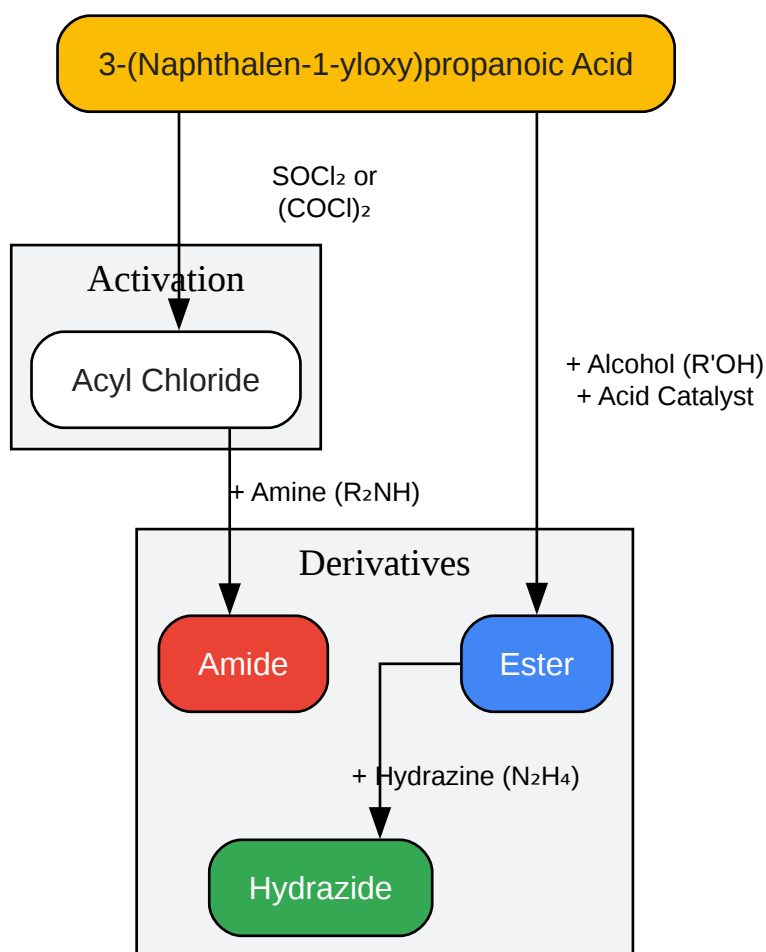 3-(Naphthalen-1-yloxy)propanoic Acid
SOCl₂ or
(COCl)₂
Activation
Acyl Chloride
+ Alcohol (R'OH)
+ Acid Catalyst
+ Amine (R₂NH)
Derivatives
Amide
Ester
+ Hydrazine (N₂H₄)
Hydrazide